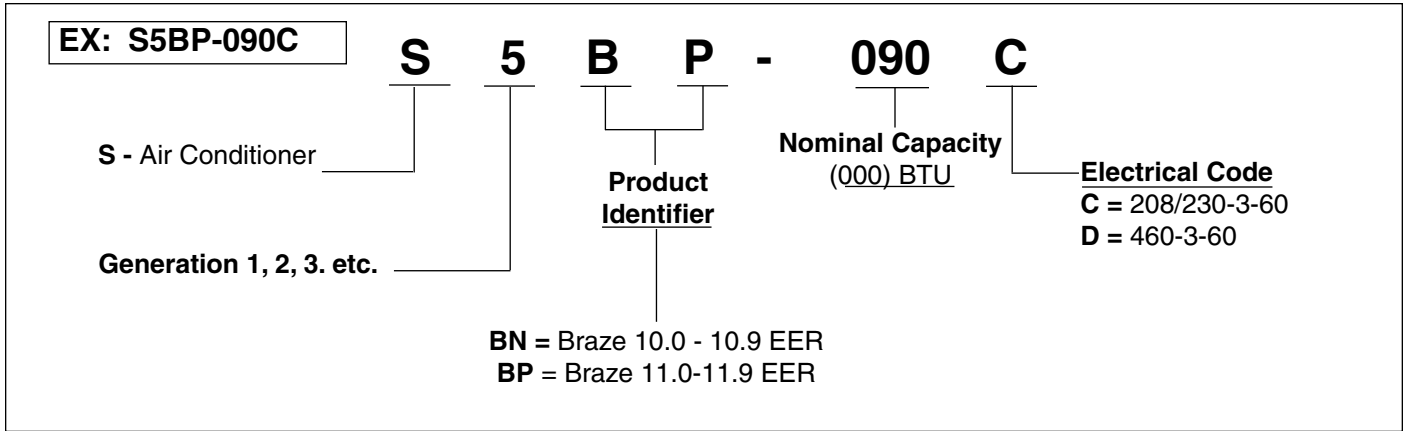 EX: S5BP-090C
S 5 B P - 090 C
S - Air Conditioner
Generation 1, 2, 3. etc.
Product
Identifier
BN = Braze 10.0 - 10.9 EER
BP = Braze 11.0-11.9 EER
Nominal Capacity
(000) BTU
Electrical Code
C = 208/230-3-60
D = 460-3-60